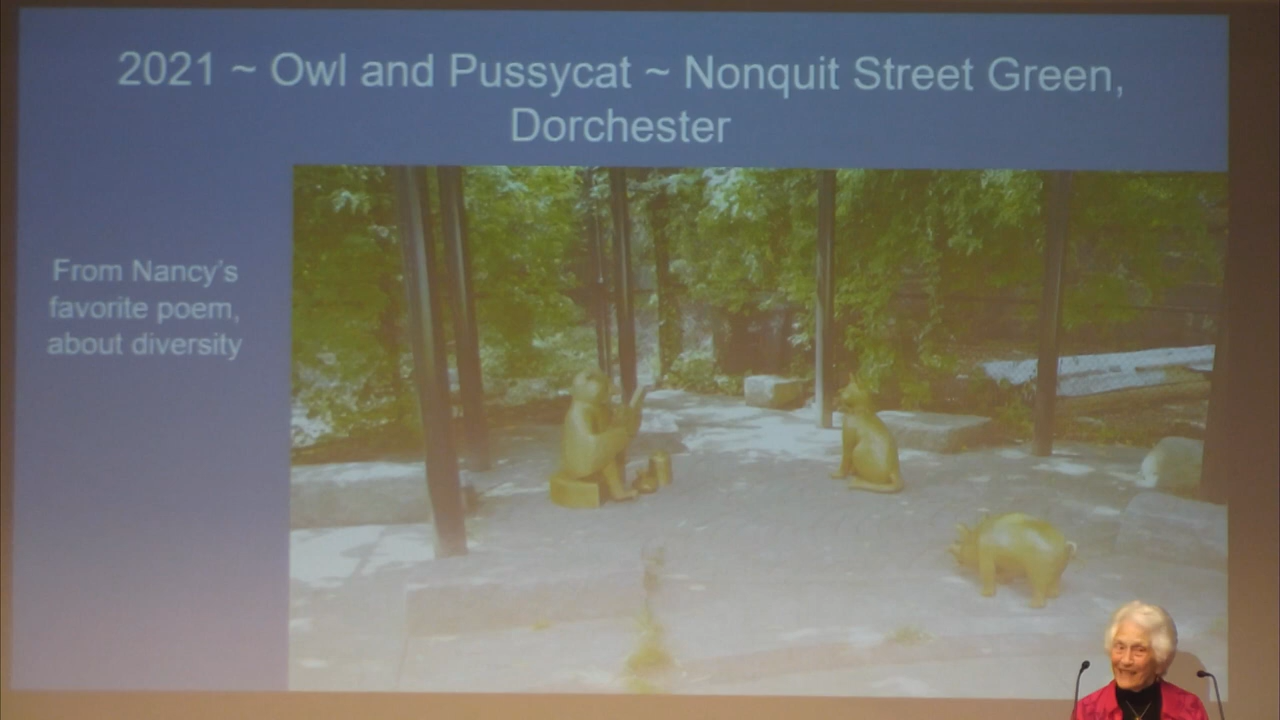 2021 ~ Owl and Pussycat ~ Nonquit Street Green,
Dorchester
From Nancy's
favorite poem,
about diversity